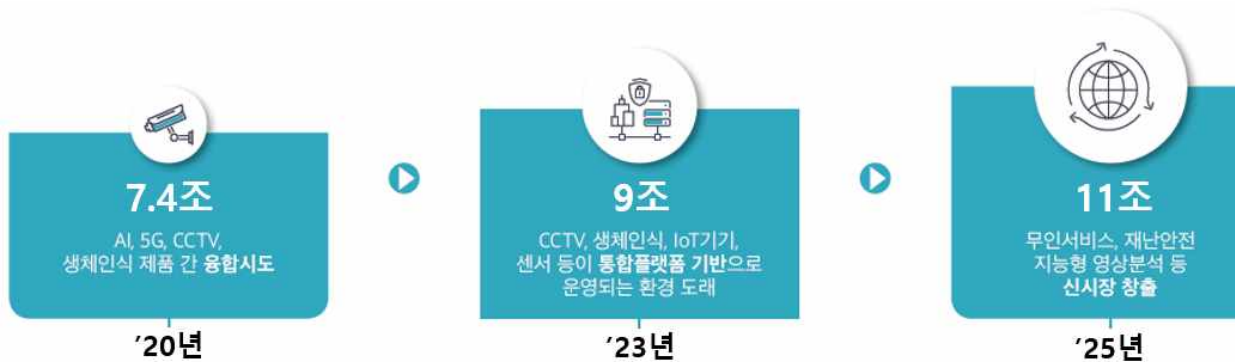 7.4조
AI, 5G, CCTV,
생체인식 제품 간 융합시도
'20년
9조
CCTV, 생체인식, IoT기기,
센서 등이 통합플랫폼 기반으로
운영되는 환경 도래
'23년
11조
무인서비스, 재난안전
지능형 영상분석 등
신시장 창출
'25년